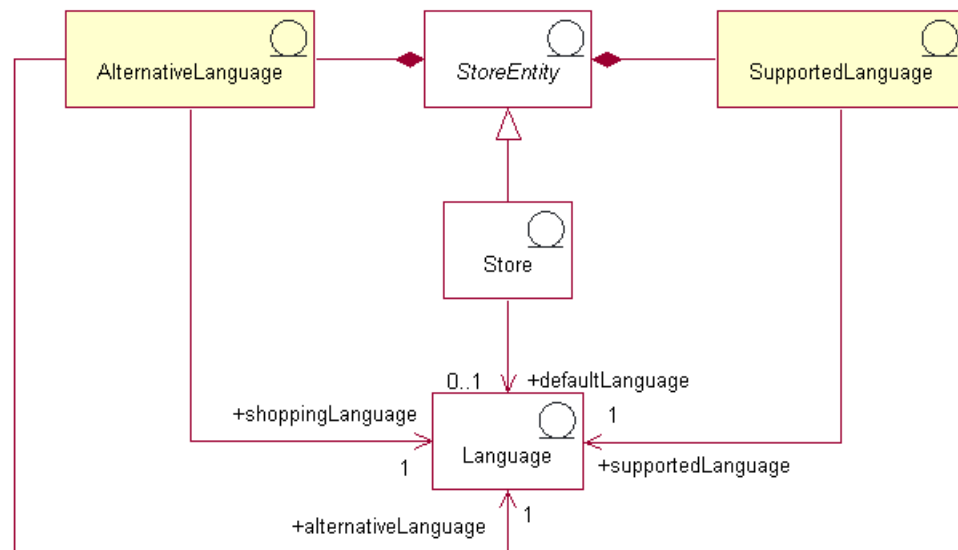 AlternativeLanguage
StoreEntity
SupportedLanguage
Store
0..1
+defaultLanguage
+shoppingLanguage
1
1
Language
+supportedLanguage
1
+alternativeLanguage